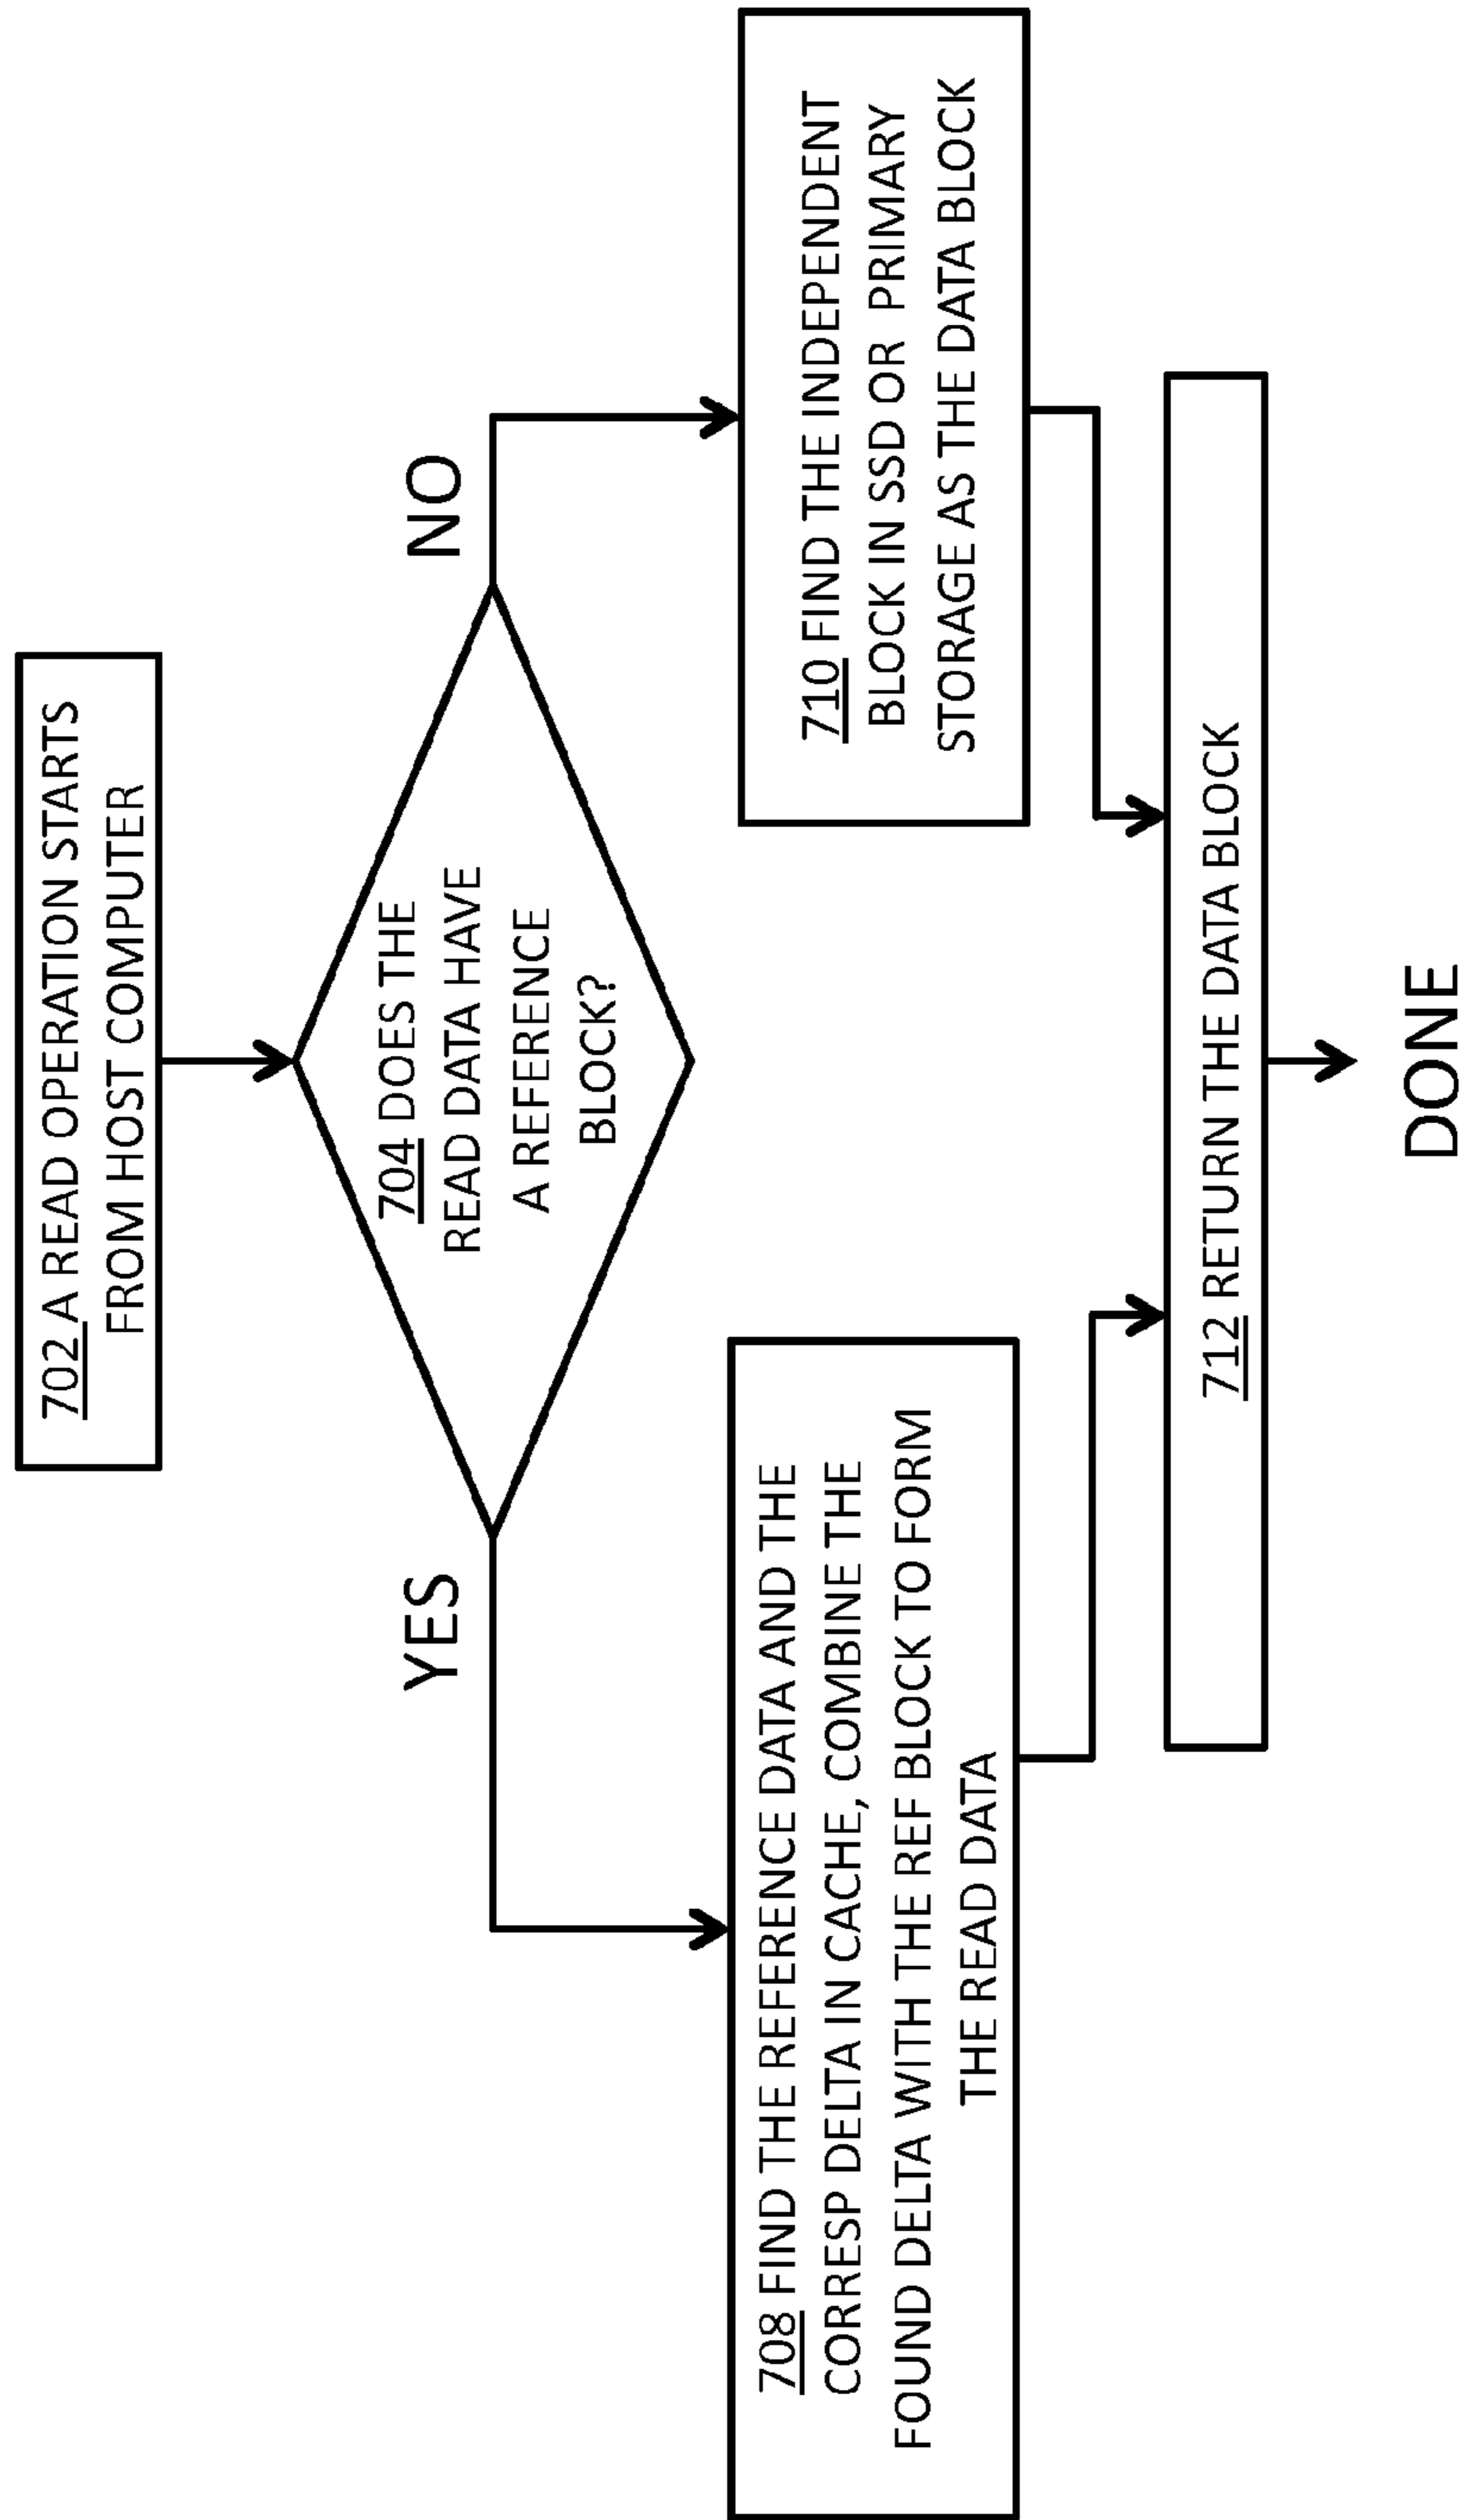 702 A READ OPERATION STARTS
FROM HOST COMPUTER
704 DOES THE
READ DATA HAVE
A REFERENCE
BLOCK?
YES
NO
708 FIND THE REFERENCE DATA AND THE
CORRESP DELTA IN CACHE, COMBINE THE
FOUND DELTA WITH THE REF BLOCK TO FORM
THE READ DATA
710 FIND THE INDEPENDENT
BLOCK IN SSD OR PRIMARY
STORAGE AS THE DATA BLOCK
712 RETURN THE DATA BLOCK
DONE